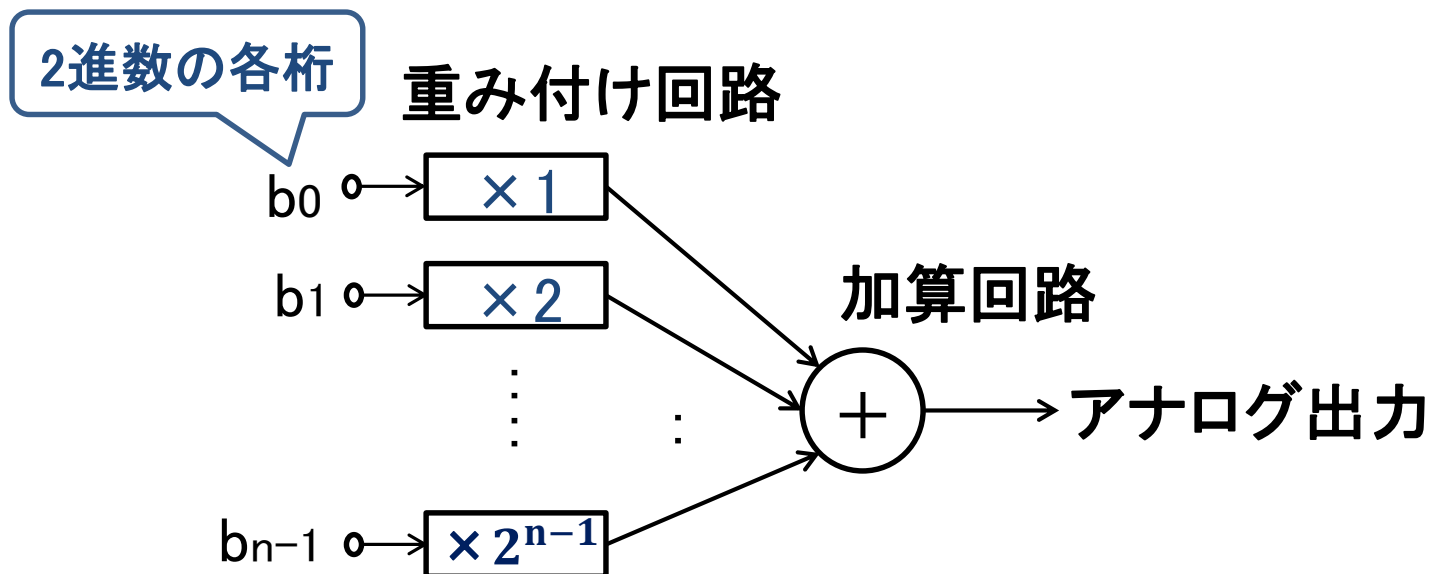 2進数の各桁
重み付け回路
b0 ×1
b1 ×2
加算回路
+
アナログ出力
bn-1 ×2^{n-1}